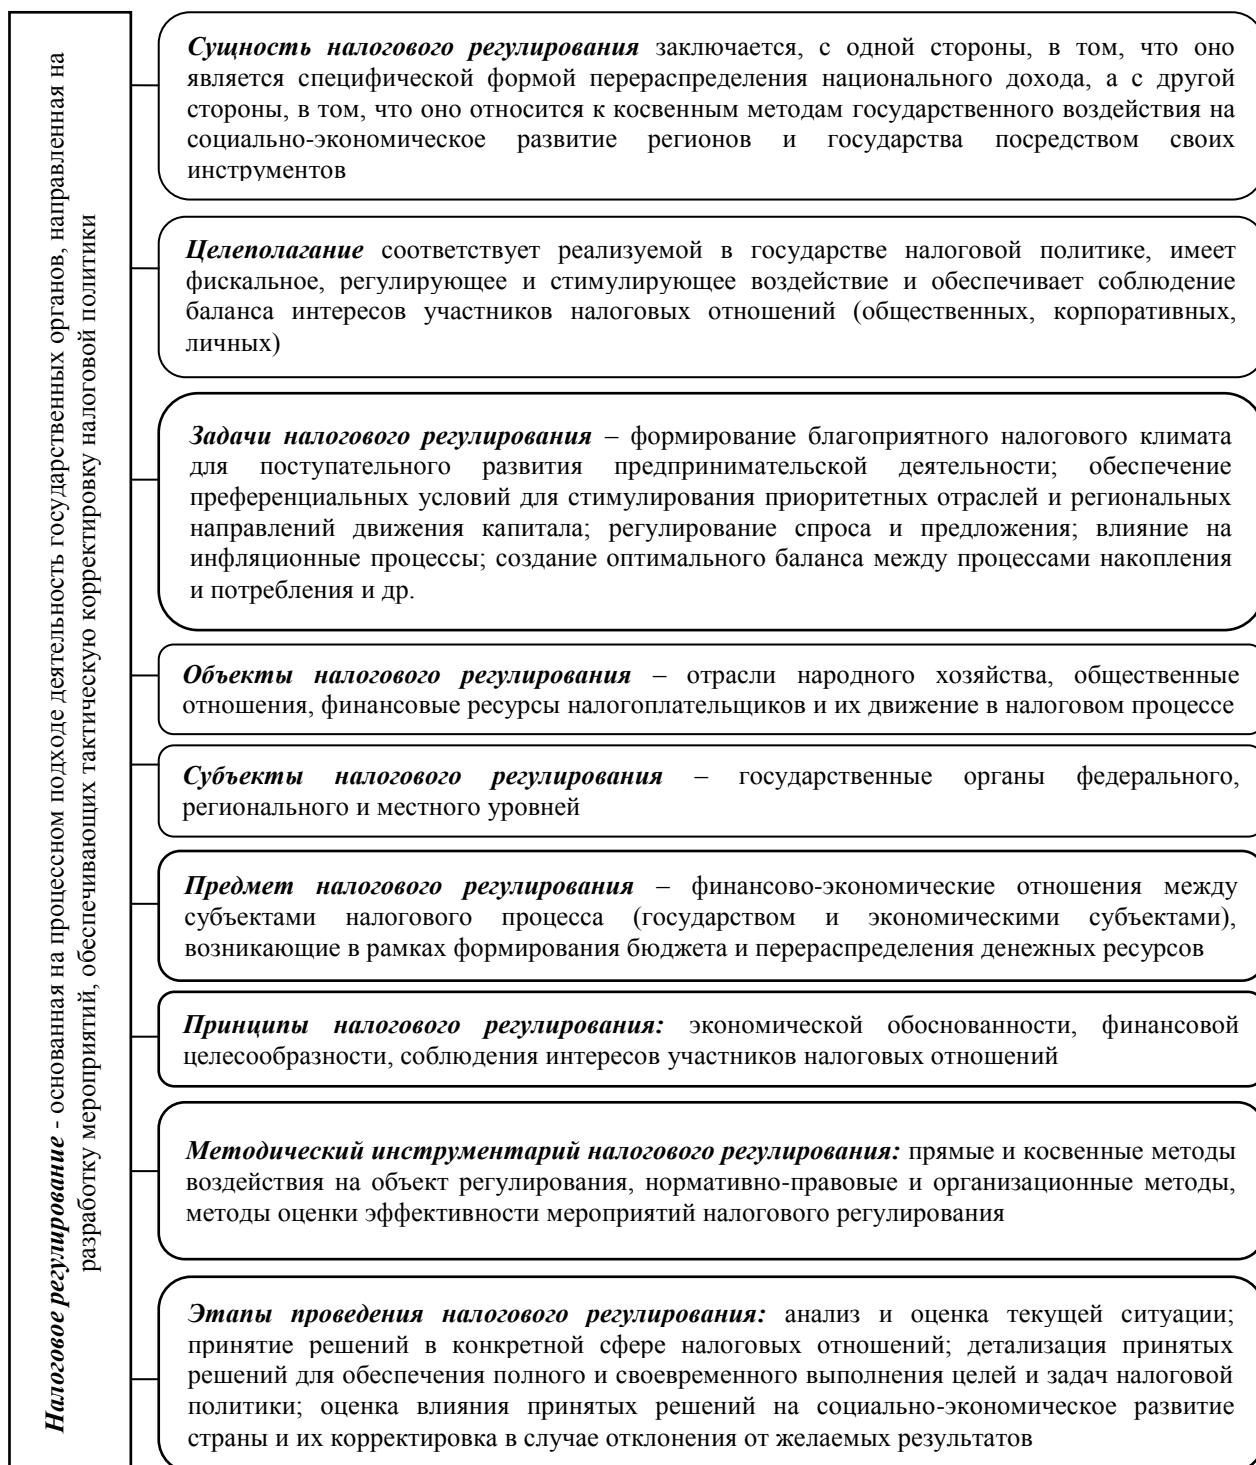 Налоговое регулирование - основанная на процессном подходе деятельность государственных органов, направленная на
разработку мероприятий, обеспечивающих тактическую корректировку налоговой политики
Сущность налогового регулирования заключается, с одной стороны, в том, что оно
является специфической формой перераспределения национального дохода, а с другой
стороны, в том, что оно относится к косвенным методам государственного воздействия на
социально-экономическое развитие регионов и государства посредством своих
инструментов
Целеполагание соответствует реализуемой в государстве налоговой политике, имеет
фискальное, регулирующее и стимулирующее воздействие и обеспечивает соблюдение
баланса интересов участников налоговых отношений (общественных, корпоративных,
личных)
Задачи налогового регулирования – формирование благоприятного налогового климата
для поступательного развития предпринимательской деятельности; обеспечение
преференциальных условий для стимулирования приоритетных отраслей и региональных
направлений движения капитала; регулирование спроса и предложения; влияние на
инфляционные процессы; создание оптимального баланса между процессами накопления
и потребления и др.
Объекты налогового регулирования – отрасли народного хозяйства, общественные
отношения, финансовые ресурсы налогоплательщиков и их движение в налоговом процессе
Субъекты налогового регулирования – государственные органы федерального,
регионального и местного уровней
Предмет налогового регулирования – финансово-экономические отношения между
субъектами налогового процесса (государством и экономическими субъектами),
возникающие в рамках формирования бюджета и перераспределения денежных ресурсов
Принципы налогового регулирования: экономической обоснованности, финансовой
целесообразности, соблюдения интересов участников налоговых отношений
Методический инструментарий налогового регулирования: прямые и косвенные методы
воздействия на объект регулирования, нормативно-правовые и организационные методы,
методы оценки эффективности мероприятий налогового регулирования
Этапы проведения налогового регулирования: анализ и оценка текущей ситуации;
принятие решений в конкретной сфере налоговых отношений; детализация принятых
решений для обеспечения полного и своевременного выполнения целей и задач налоговой
политики; оценка влияния принятых решений на социально-экономическое развитие
страны и их корректировка в случае отклонения от желаемых результатов